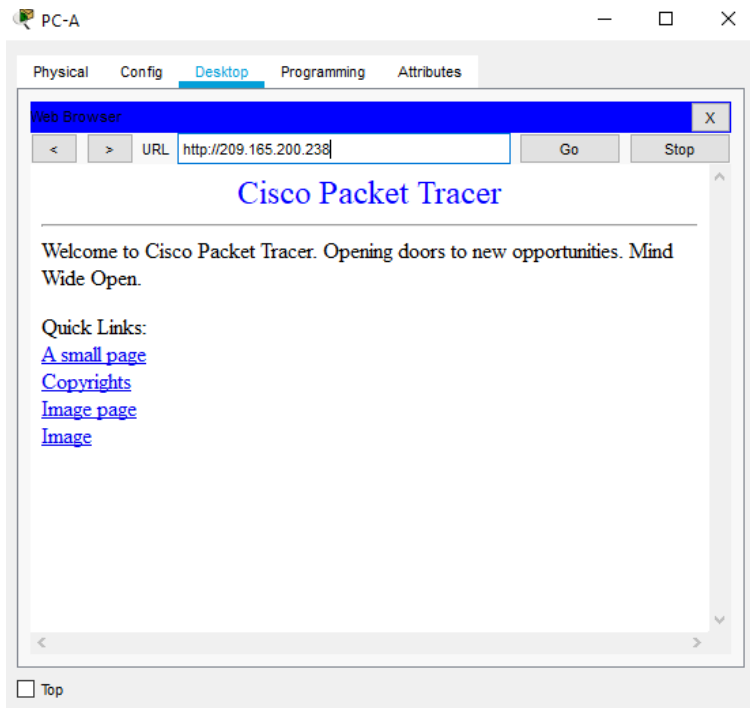 PC-A
Physical Config Desktop Programming Attributes
Web Browser X
< > URL http://209.165.200.238 Go Stop
Cisco Packet Tracer
Welcome to Cisco Packet Tracer. Opening doors to new opportunities. Mind
Wide Open.
Quick Links:
A small page
Copyrights
Image page
Image
Top